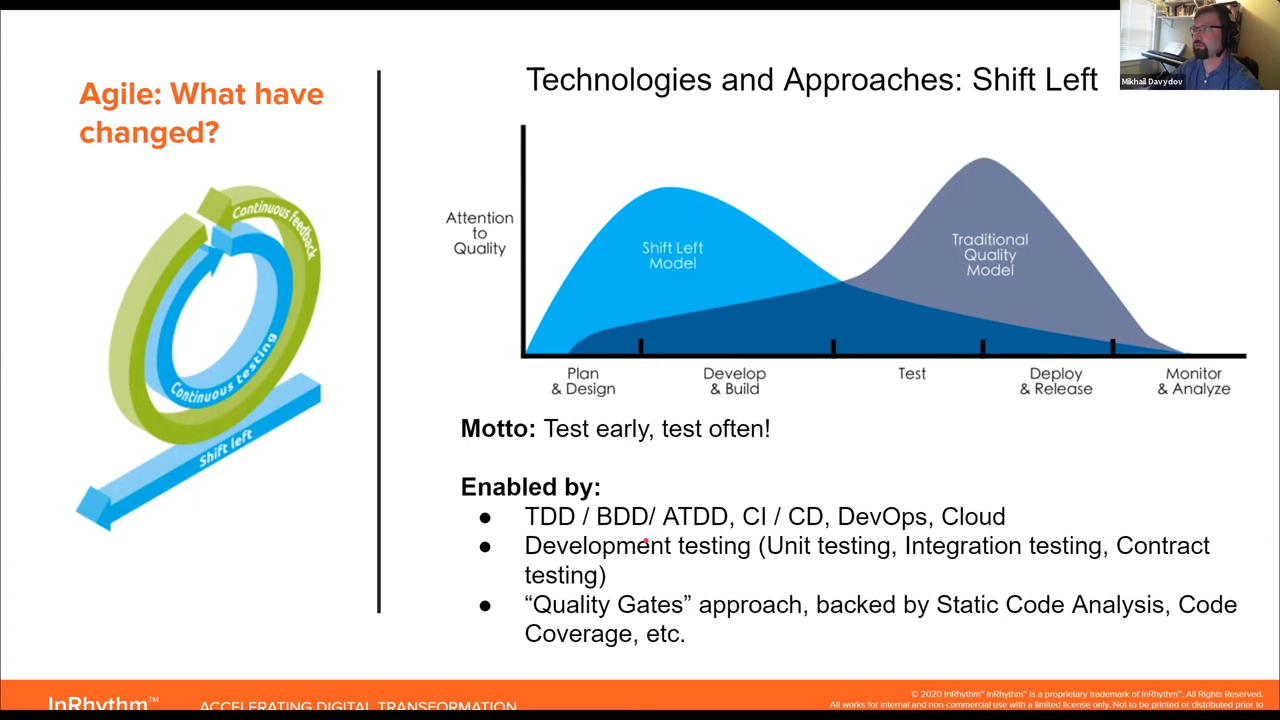 Agile: What have
changed?
Continuous feedback
Continuous testing
Shift left
Technologies and Approaches: Shift Left
Mikhail Davydov
Attention
to
Quality
Shift Left
Model
Traditional
Quality
Model
Plan
& Design
Develop
& Build
Test
Deploy
& Release
Monitor
& Analyze
Motto: Test early, test often!
Enabled by:
● TDD / BDD/ ATDD, CI / CD, DevOps, Cloud
● Development testing (Unit testing, Integration testing, Contract
testing)
● “Quality Gates” approach, backed by Static Code Analysis, Code
Coverage, etc.
InRhythm™
ACCELERATING DIGITAL TRANSFORMATION
© 2020 InRhythm™ InRhythm™ is a proprietary trademark of InRhythm™. All Rights Reserved.
All works for internal and non-commercial use with a limited license only. Not to be printed or distributed prior to